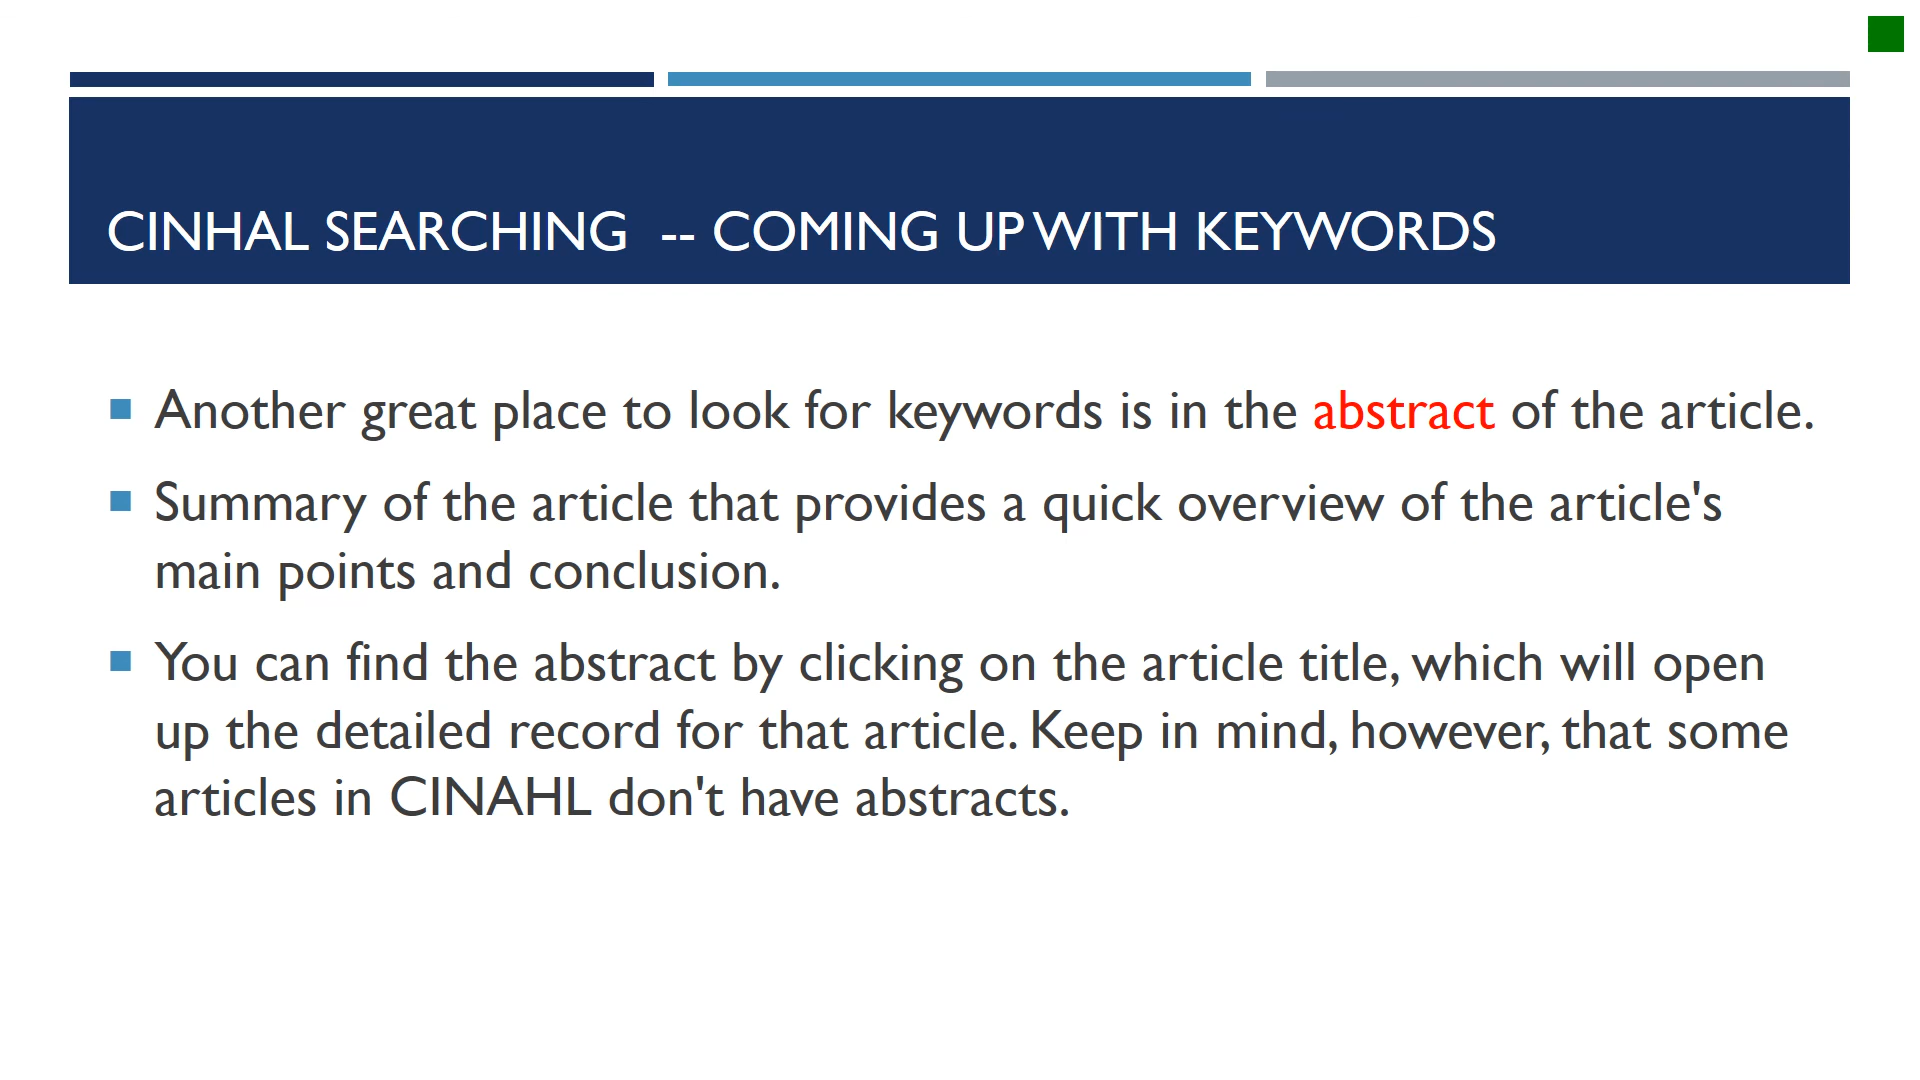 CINHAL SEARCHING -- COMING UP WITH KEYWORDS
Another great place to look for keywords is in the abstract of the article.
Summary of the article that provides a quick overview of the article's
main points and conclusion.
You can find the abstract by clicking on the article title, which will open
up the detailed record for that article. Keep in mind, however, that some
articles in CINAHL don't have abstracts.